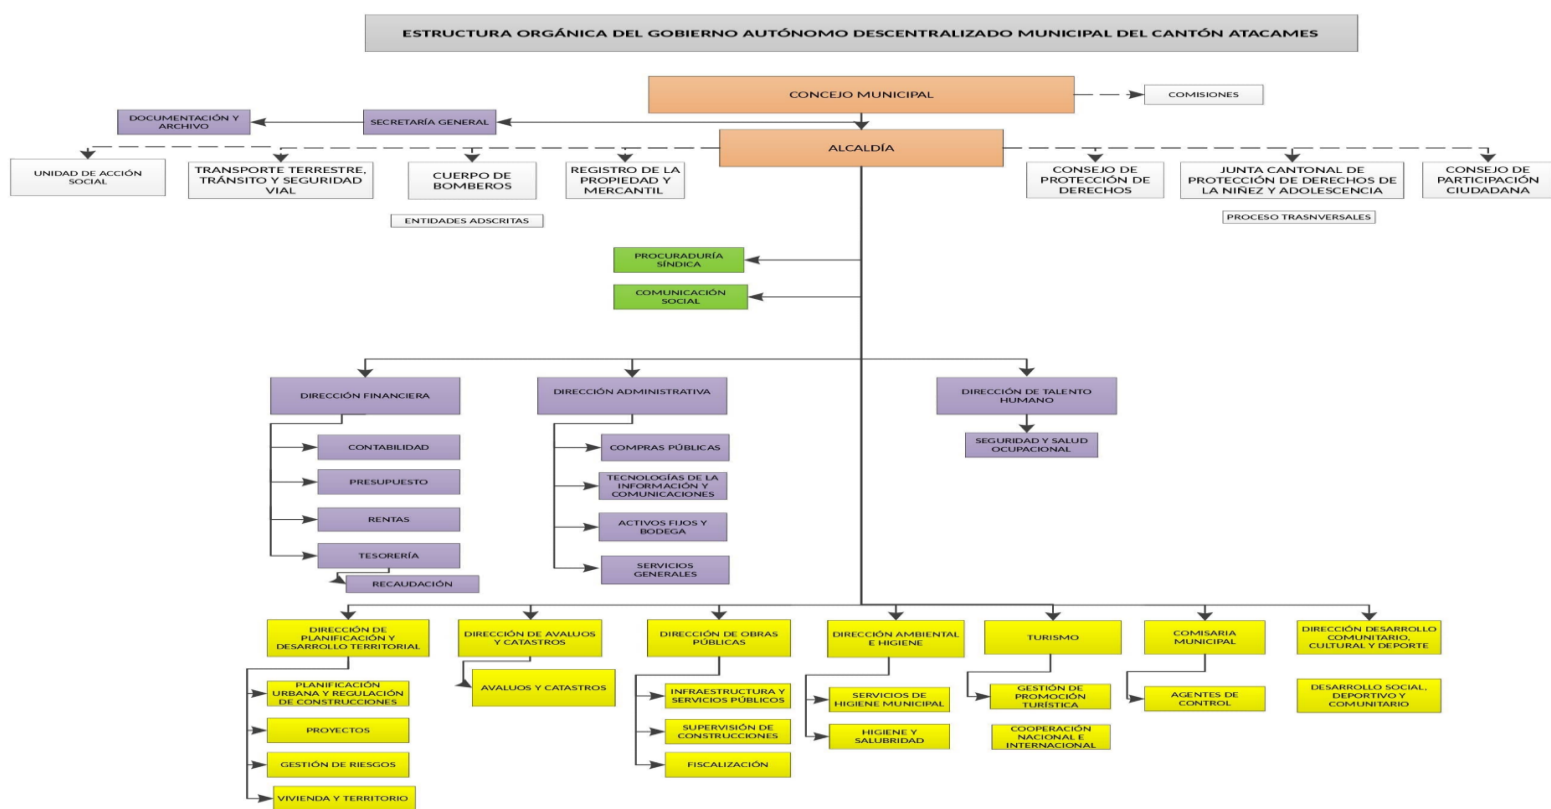 ESTRUCTURA ORGÁNICA DEL GOBIERNO AUTÓNOMO DESCENTRALIZADO MUNICIPAL DEL CANTÓN ATACAMES
CONCEJO MUNICIPAL
COMISIONES
DOCUMENTACIÓN Y
ARCHIVO
SECRETARÍA GENERAL
ALCALDÍA
UNIDAD DE ACCIÓN
SOCIAL
TRANSPORTE TERRESTRE,
TRÁNSITO Y SEGURIDAD
VIAL
CUERPO DE
BOMBEROS
REGISTRO DE LA
PROPIEDAD Y
MERCANTIL
CONSEJO DE
PROTECIÓN DE
DERECHOS
JUNTA CANTONAL DE
PROTECCIÓN DE DERECHOS DE
LA NIÑEZ Y ADOLESCENCIA
CONSEJO DE
PARTICIPACIÓN
CIUDADANA
ENTIDADES ADSCRITAS
PROCESO TRASNVERSALES
PROCURADURÍA
SÍNDICA
COMUNICACIÓN
SOCIAL
DIRECCIÓN FINANCIERA
DIRECCIÓN ADMINISTRATIVA
DIRECCIÓN DE TALENTO
HUMANO
CONTABILIDAD
PRESUPUESTO
RENTAS
TESORERÍA
RECAUDACIÓN
COMPRAS PÚBLICAS
TECNOLOGÍAS DE LA
INFORMACIÓN Y
COMUNICACIONES
ACTIVOS FIJOS Y
BODEGA
SERVICIOS
GENERALES
SEGURIDAD Y SALUD
OCUPACIONAL
DIRECCIÓN DE
PLANIFICACIÓN Y
DESARROLLO TERRITORIAL
DIRECCIÓN DE AVALUOS
Y CATASTROS
DIRECCIÓN DE OBRAS
PÚBLICAS
DIRECCIÓN AMBIENTAL
E HIGIENE
TURISMO
COMISARIA
MUNICIPAL
DIRECCIÓN DESARROLLO
COMUNITARIO,
CULTURAL Y DEPORTE
PLANIFICACIÓN
URBANA Y REGULACIÓN
DE CONSTRUCCIONES
PROYECTOS
GESTIÓN DE RIESGOS
VIVIENDA Y TERRITORIO
AVALUOS Y CATASTROS
INFRAESTRUCTURA Y
SERVICIOS PÚBLICOS
SUPERVISIÓN DE
CONSTRUCCIONES
FISCALIZACIÓN
SERVICIOS DE
HIGIENE MUNICIPAL
HIGIENE Y
SALUBRIDAD
GESTIÓN DE
PROMOCIÓN
TURÍSTICA
COOPERACIÓN
NACIONAL E
INTERNACIONAL
AGENTES DE
CONTROL
DESARROLLO SOCIAL,
DEPORTIVO Y
COMUNITARIO